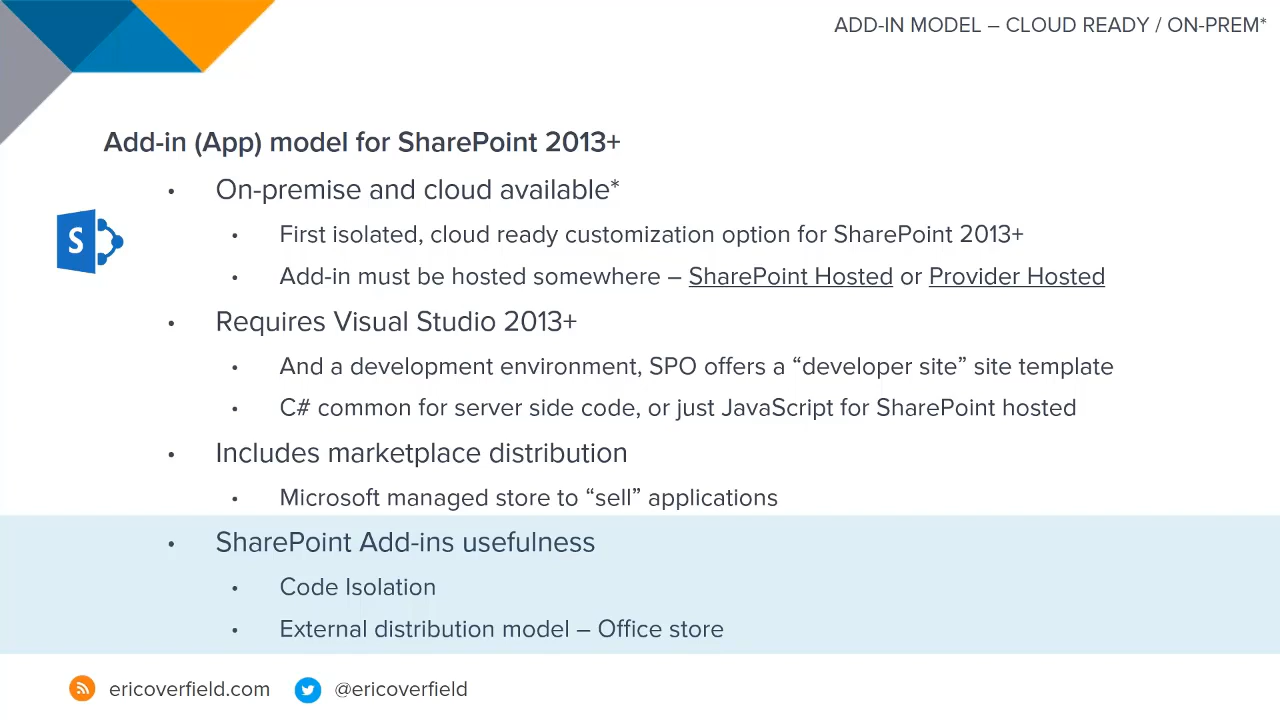 ADD-IN MODEL – CLOUD READY / ON-PREM*
Add-in (App) model for SharePoint 2013+
• On-premise and cloud available*
• First isolated, cloud ready customization option for SharePoint 2013+
• Add-in must be hosted somewhere – SharePoint Hosted or Provider Hosted
• Requires Visual Studio 2013+
• And a development environment, SPO offers a “developer site” site template
• C# common for server side code, or just JavaScript for SharePoint hosted
• Includes marketplace distribution
• Microsoft managed store to “sell” applications
• SharePoint Add-ins usefulness
• Code Isolation
• External distribution model – Office store
S
ericoverfield.com @ericoverfield